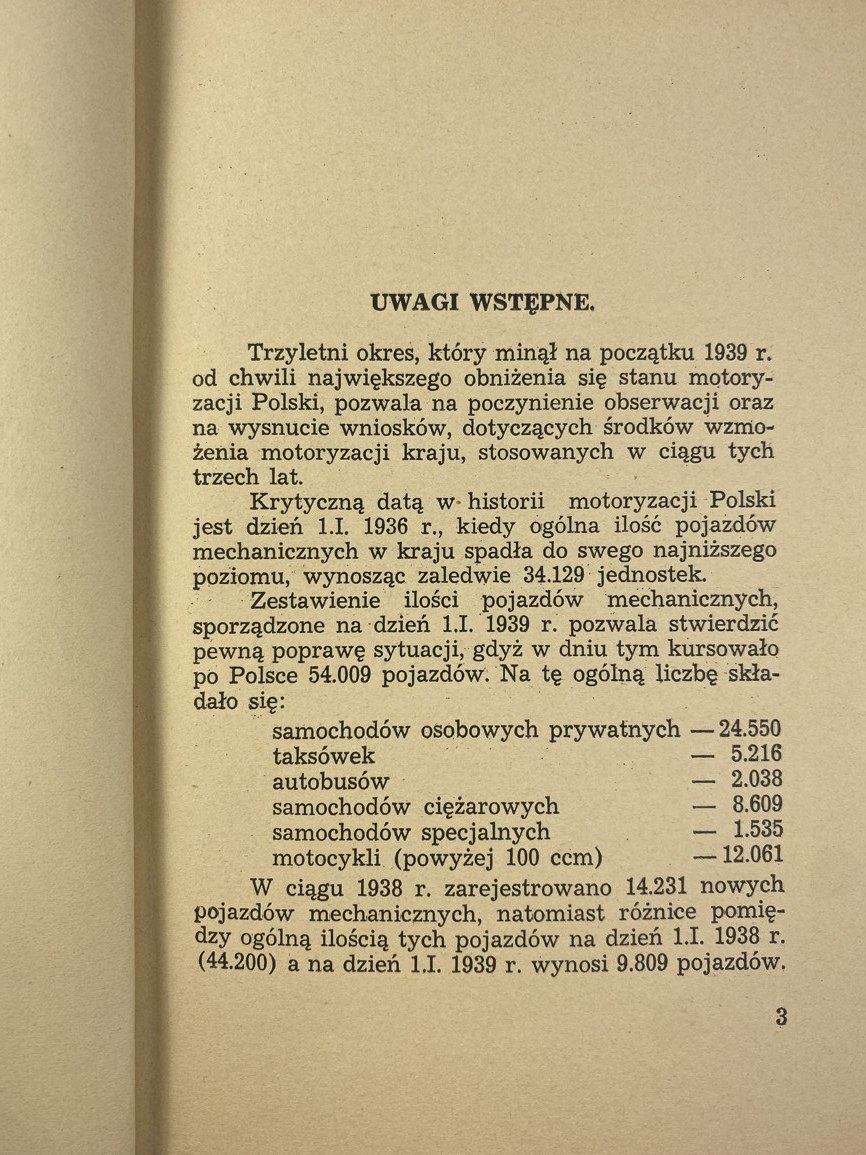 UWAGI WSTĘPNE.
Trzyletni okres, który minął na początku 1939 r.
od chwili największego obniżenia się stanu motory-
zacji Polski, pozwala na poczynienie obserwacji oraz
na wysnucie wniosków, dotyczących środków wzmo-
żenia motoryzacji kraju, stosowanych w ciągu tych
trzech lat.
Krytyczną datą w historii motoryzacji Polski
jest dzień 1.I. 1936 r., kiedy ogólna ilość pojazdów
mechanicznych w kraju spadła do swego najniższego
poziomu, wynosząc zaledwie 34.129 jednostek.
Zestawienie ilości pojazdów mechanicznych,
sporządzone na dzień 1.I. 1939 r. pozwala stwierdzić
pewną poprawę sytuacji, gdyż w dniu tym kursowało
po Polsce 54.009 pojazdów. Na tę ogólną liczbę skła-
dało się:
samochodów osobowych prywatnych — 24.550
taksówek — 5.216
autobusów — 2.038
samochodów ciężarowych — 8.609
samochodów specjalnych — 1.535
motocykli (powyżej 100 ccm) — 12.061
W ciągu 1938 r. zarejestrowano 14.231 nowych
pojazdów mechanicznych, natomiast różnice pomię-
dzy ogólną ilością tych pojazdów na dzień 1.I. 1938 r.
(44.200) a na dzień 1.I. 1939 r. wynosi 9.809 pojazdów.
3